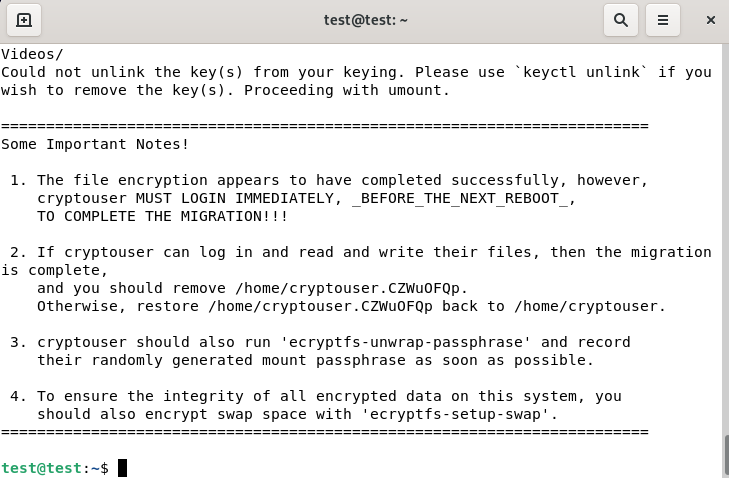 test@test: ~
Videos/
Could not unlink the key(s) from your keying. Please use `keyctl unlink` if you
wish to remove the key(s). Proceeding with umount.
========================================================================
Some Important Notes!
 1. The file encryption appears to have completed successfully, however,
    cryptouser MUST LOGIN IMMEDIATELY, _BEFORE_THE_NEXT_REBOOT_,
    TO COMPLETE THE MIGRATION!!!
 2. If cryptouser can log in and read and write their files, then the migration
is complete,
    and you should remove /home/cryptouser.CZWuOFQp.
    Otherwise, restore /home/cryptouser.CZWuOFQp back to /home/cryptouser.
 3. cryptouser should also run 'ecryptfs-unwrap-passphrase' and record
    their randomly generated mount passphrase as soon as possible.
 4. To ensure the integrity of all encrypted data on this system, you
    should also encrypt swap space with 'ecryptfs-setup-swap'.
========================================================================
test@test:~$